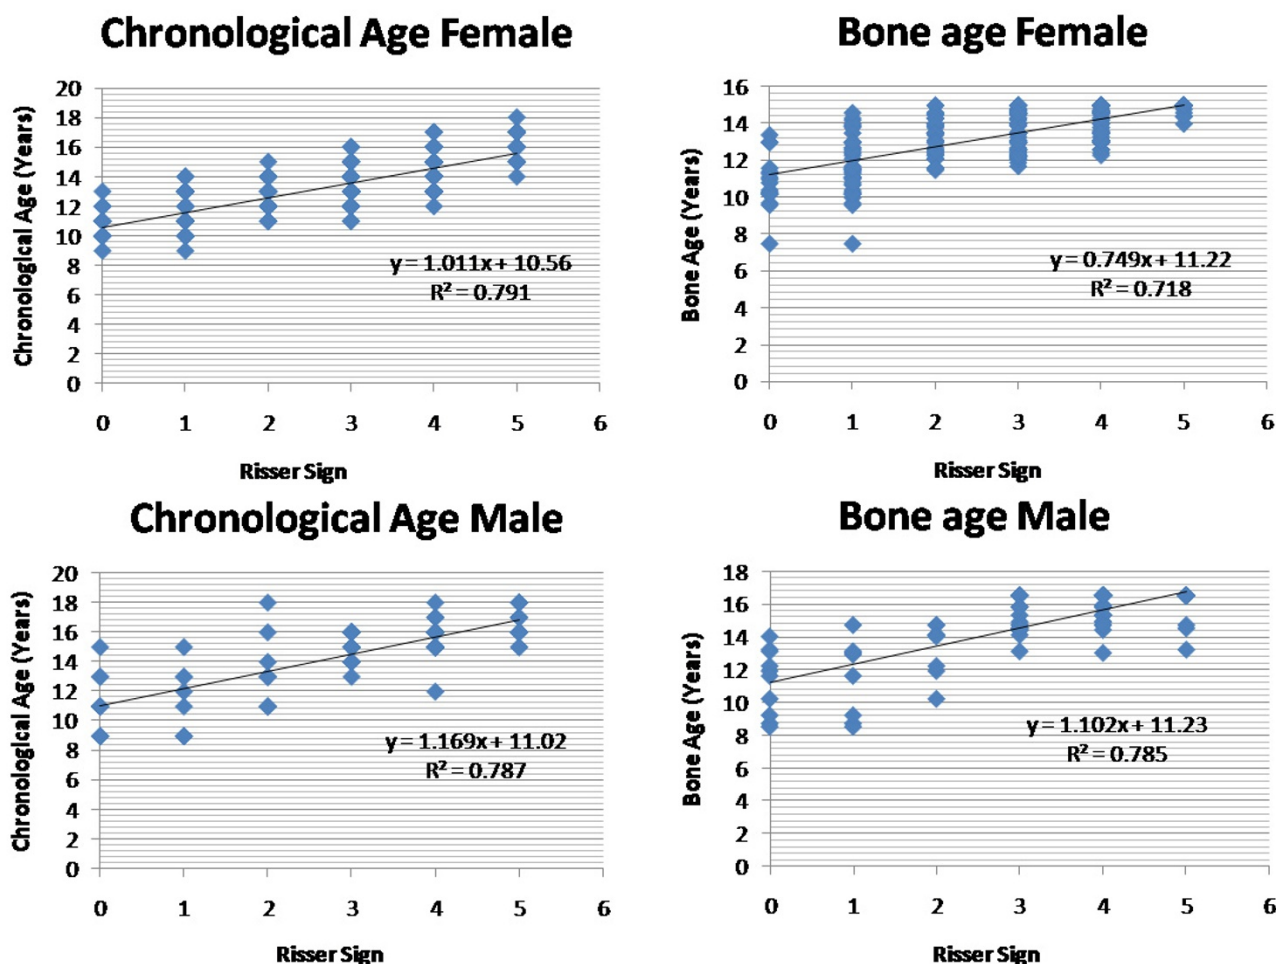 Chronological Age Female
Chronological Age (Years)
20
18
16
14
12
10
8
6
4
2
0
y = 1.011x + 10.56
R² = 0.791
0 1 2 3 4 5 6
Risser Sign
Bone age Female
Bone Age (Years)
16
14
12
10
8
6
4
2
0
y = 0.749x + 11.22
R² = 0.718
0 1 2 3 4 5 6
Risser Sign
Chronological Age Male
Chronological Age (Years)
20
18
16
14
12
10
8
6
4
2
0
y = 1.169x + 11.02
R² = 0.787
0 1 2 3 4 5 6
Risser Sign
Bone age Male
Bone Age (Years)
18
16
14
12
10
8
6
4
2
0
y = 1.102x + 11.23
R² = 0.785
0 1 2 3 4 5 6
Risser Sign